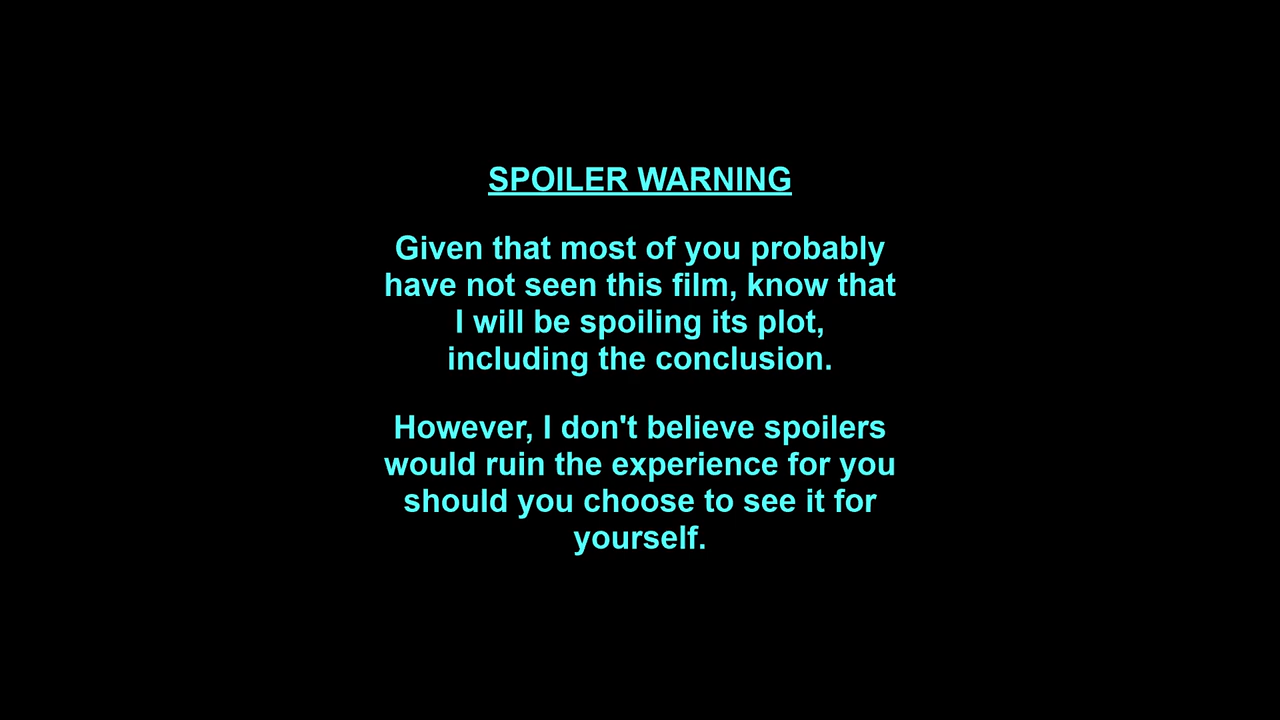 SPOILER WARNING
Given that most of you probably
have not seen this film, know that
I will be spoiling its plot,
including the conclusion.
However, I don't believe spoilers
would ruin the experience for you
should you choose to see it for
yourself.